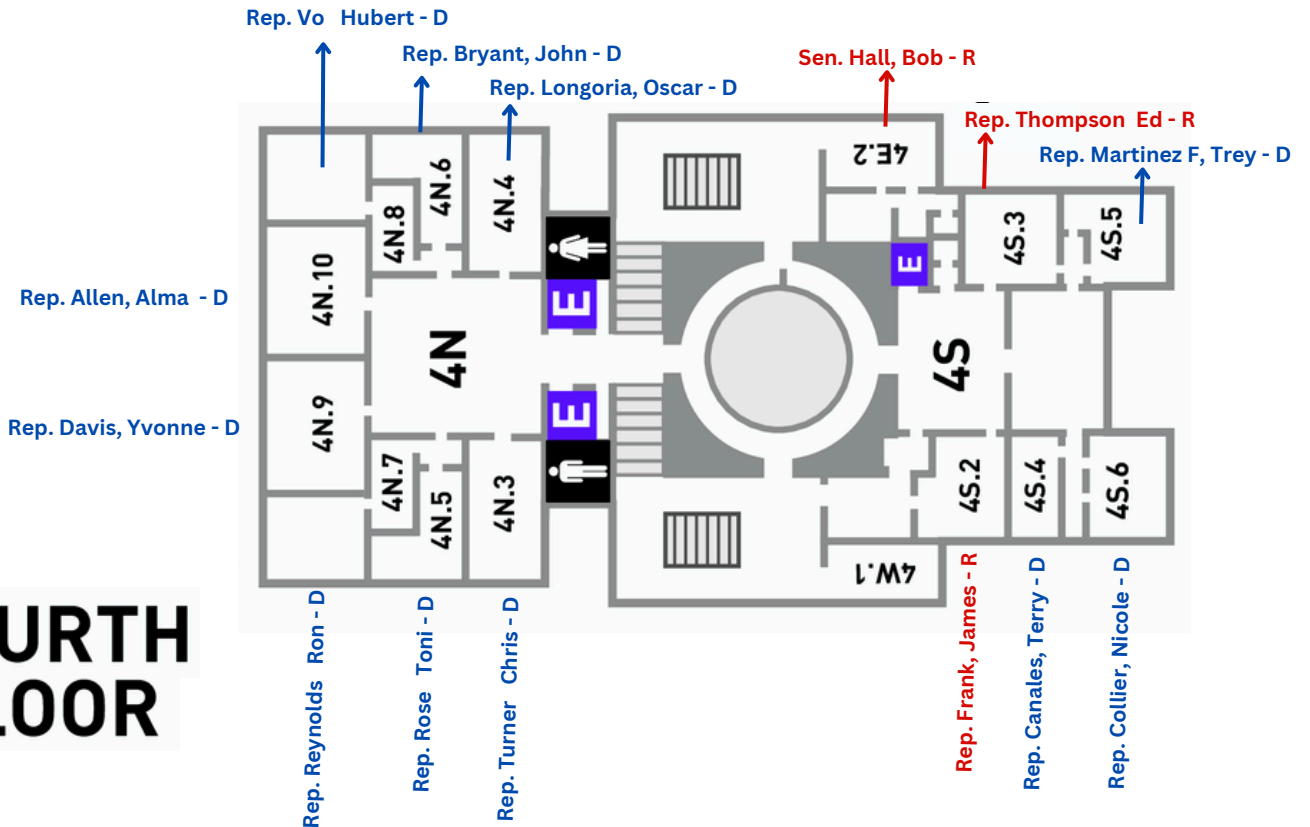 Rep. Vo Hubert - D
Rep. Bryant, John - D
Sen. Hall, Bob - R
Rep. Longoria, Oscar - D
Rep. Thompson Ed - R
Rep. Martinez F, Trey - D
4E.2
4N.6
4N.4
4N.8
4S.3
4S.5
4N.10
E
E
Rep. Allen, Alma - D
4N
4S
4N.9
E
Rep. Davis, Yvonne - D
4N.7
4N.5
4N.3
4S.2
4S.4
4S.6
4W.1
Rep. Reynolds Ron - D
Rep. Rose Toni - D
Rep. Turner Chris - D
Rep. Frank, James - R
Rep. Canales, Terry - D
Rep. Collier, Nicole - D
URTH
LOOR